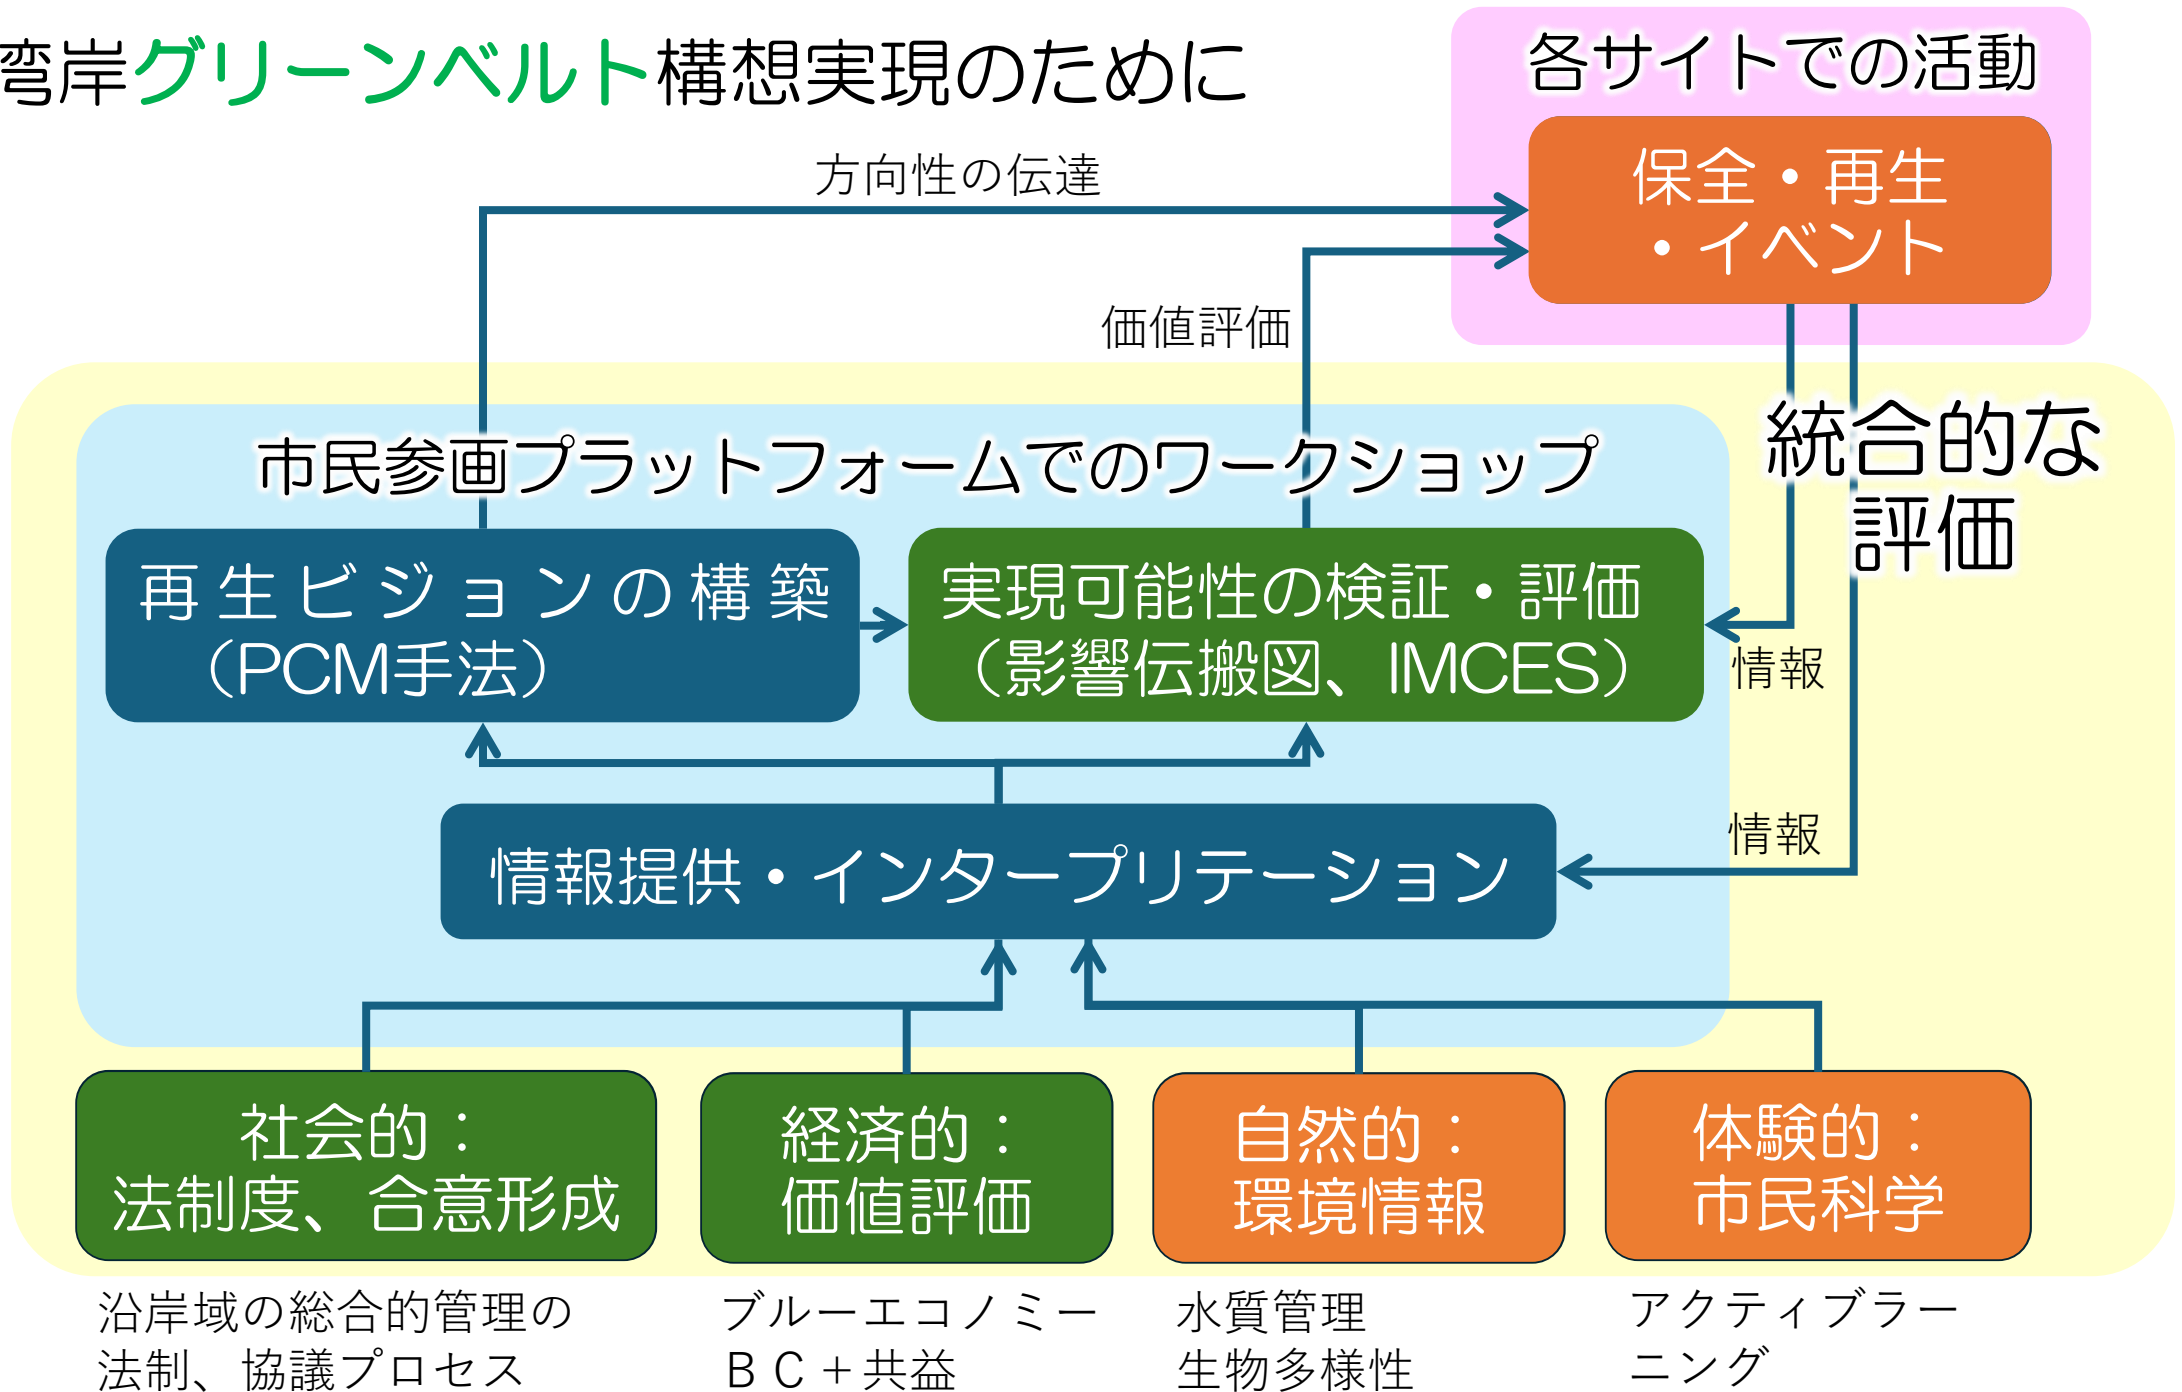 湾岸グリーンベルト構想実現のために
各サイトでの活動
保全・再生
・イベント
方向性の伝達
価値評価
統合的な
評価
市民参画プラットフォームでのワークショップ
再生ビジョンの構築
（PCM手法）
実現可能性の検証・評価
（影響伝搬図、IMCES）
情報
情報
情報提供・インタープリテーション
社会的：
法制度、合意形成
経済的：
価値評価
自然的：
環境情報
体験的：
市民科学
沿岸域の総合的管理の
法制、協議プロセス
ブルーエコノミー
ＢＣ＋共益
水質管理
生物多様性
アクティブラー
ニング